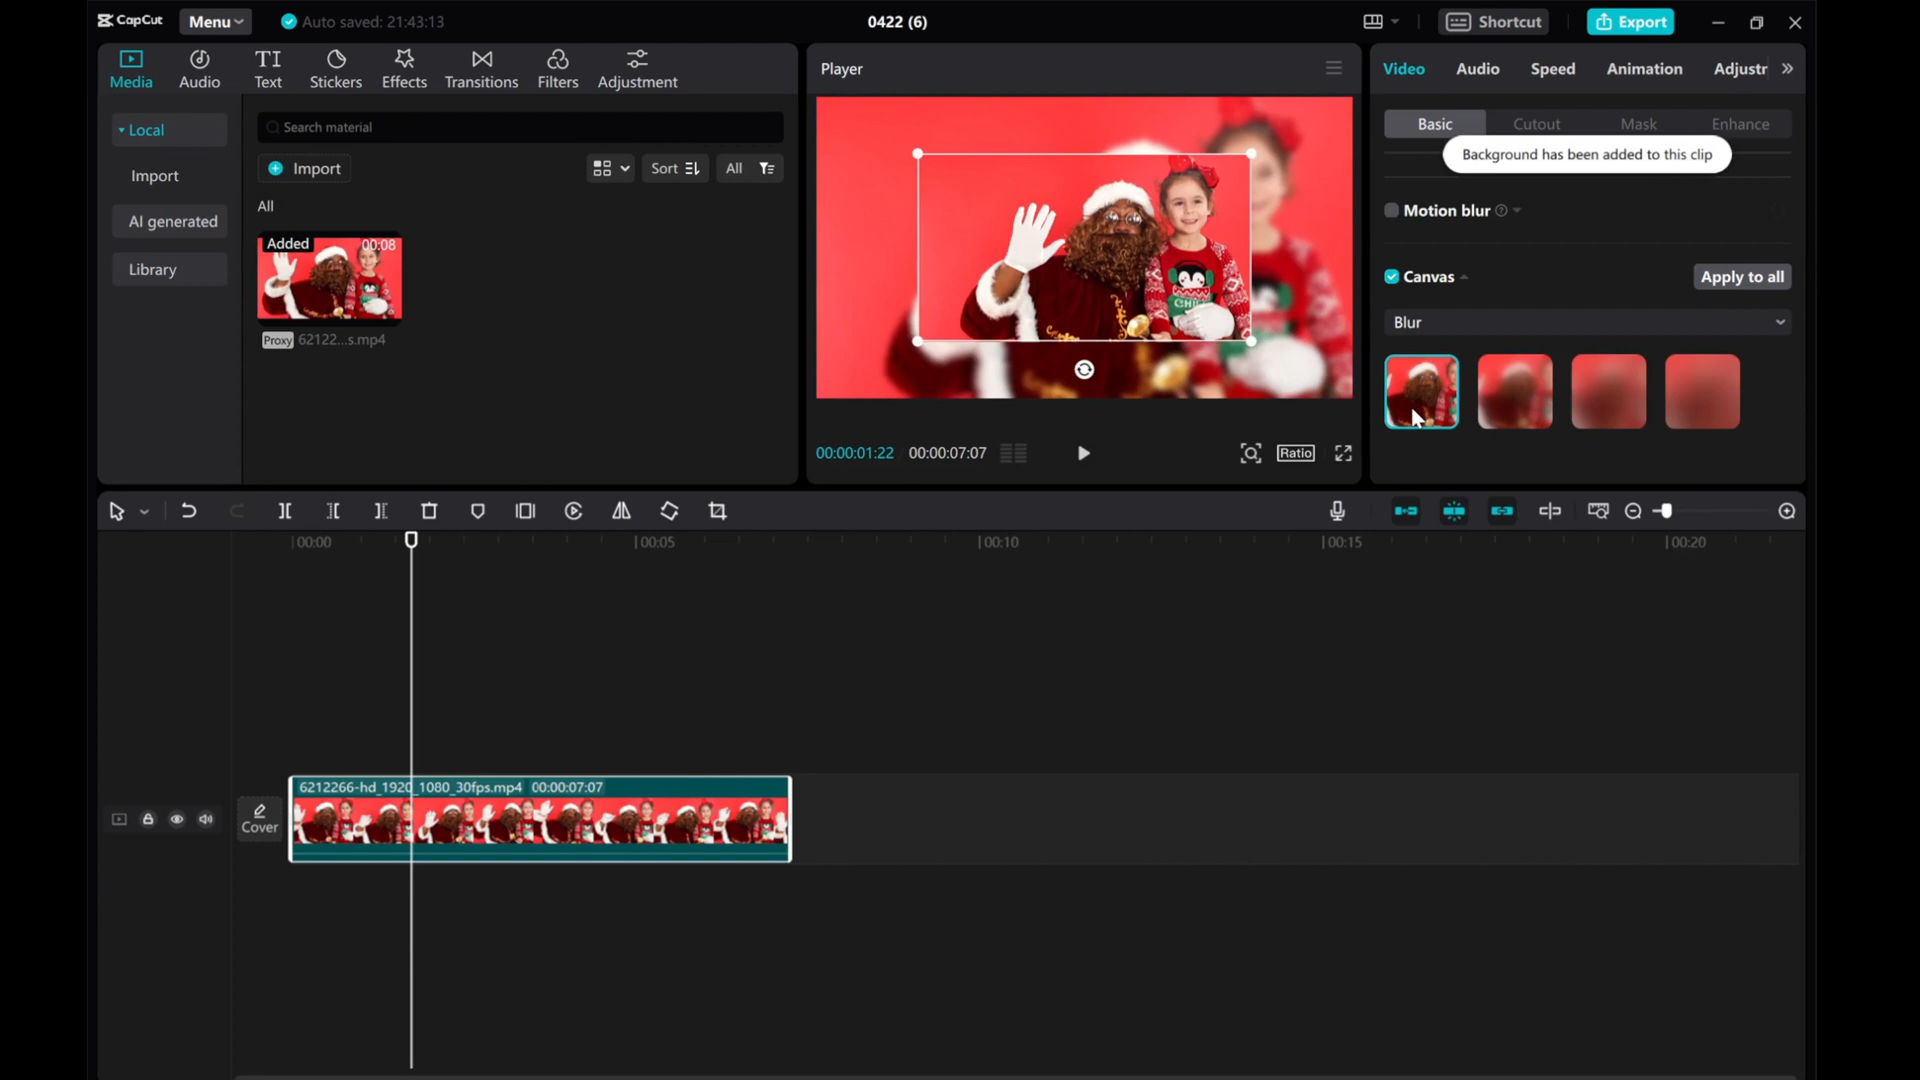 CapCut
Menu
Auto saved: 21:43:13
0422 (6)
Shortcut
Export
Media
Audio
Text
Stickers
Effects
Transitions
Filters
Adjustment
Local
Import
AI generated
Library
Search material
Import
Sort
All
All
Added
00:08
Proxy
62122...s.mp4
Player
00:00:01:22
00:00:07:07
Ratio
Video
Audio
Speed
Animation
Adjustr
Basic
Cutout
Mask
Enhance
Background has been added to this clip
Motion blur
Canvas
Apply to all
Blur
00:00
00:05
00:10
00:15
00:20
Cover
6212266-hd_1920_1080_30fps.mp4 00:00:07:07